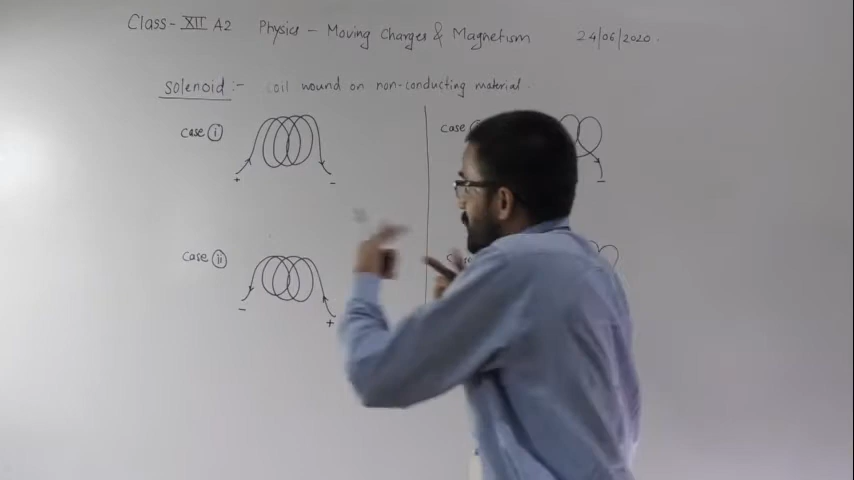 Class - XII A2 Physics - Moving Charges & Magnetism 24/06/2020.
Solenoid :- coil wound on non-conducting material.
case (i)
+ -
case
-
case (ii)
- +